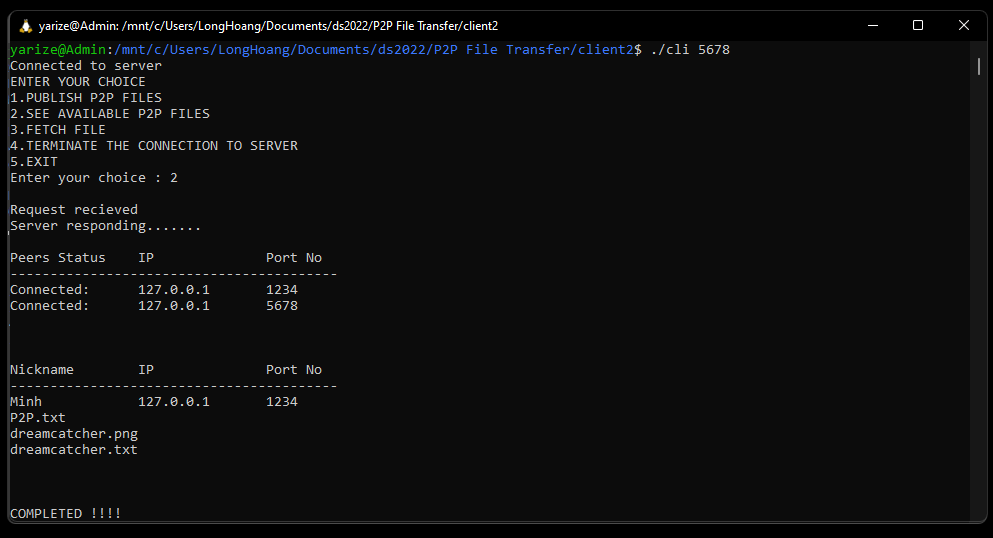 yarize@Admin: /mnt/c/Users/LongHoang/Documents/ds2022/P2P File Transfer/client2
yarize@Admin:/mnt/c/Users/LongHoang/Documents/ds2022/P2P File Transfer/client2$ ./cli 5678
Connected to server
ENTER YOUR CHOICE
1.PUBLISH P2P FILES
2.SEE AVAILABLE P2P FILES
3.FETCH FILE
4.TERMINATE THE CONNECTION TO SERVER
5.EXIT
Enter your choice : 2
Request recieved
Server responding.......
Peers Status    IP              Port No
-----------------------------------------
Connected:      127.0.0.1       1234
Connected:      127.0.0.1       5678
Nickname        IP              Port No
-----------------------------------------
Minh            127.0.0.1       1234
P2P.txt
dreamcatcher.png
dreamcatcher.txt
COMPLETED !!!!